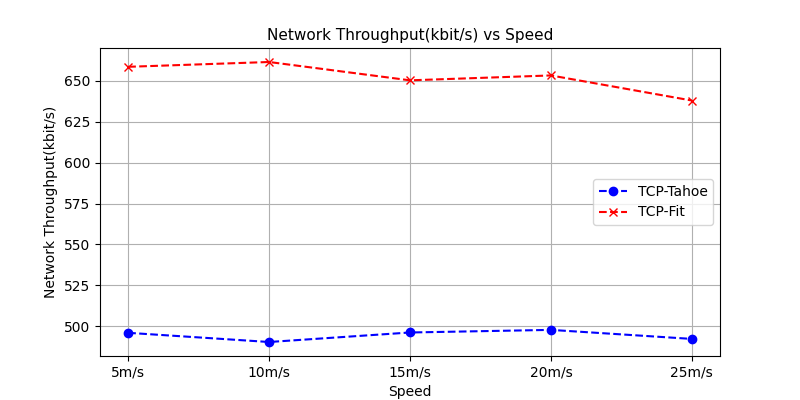 Network Throughput(kbit/s) vs Speed
Network Throughput(kbit/s)
650
625
600
575
550
525
500
TCP-Tahoe
TCP-Fit
5m/s 10m/s 15m/s 20m/s 25m/s
Speed